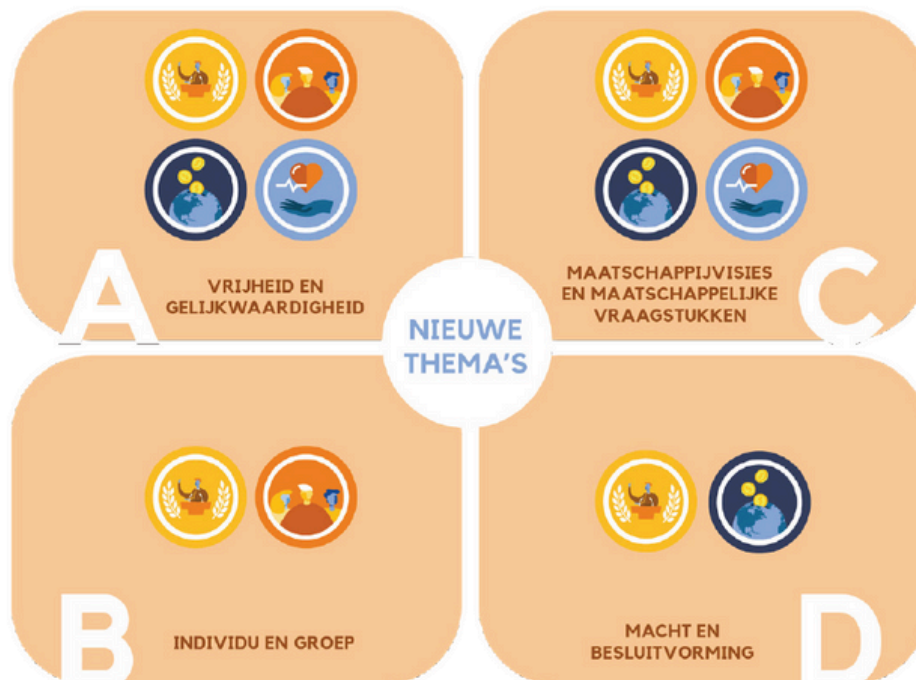 A
VRIJHEID EN
GELIJKWAARDIGHEID
C
MAATSCHAPPIJVISIES
EN MAATSCHAPPELIJKE
VRAAGSTUKKEN
NIEUWE
THEMA'S
B
INDIVIDU EN GROEP
D
MACHT EN
BESLUITVORMING